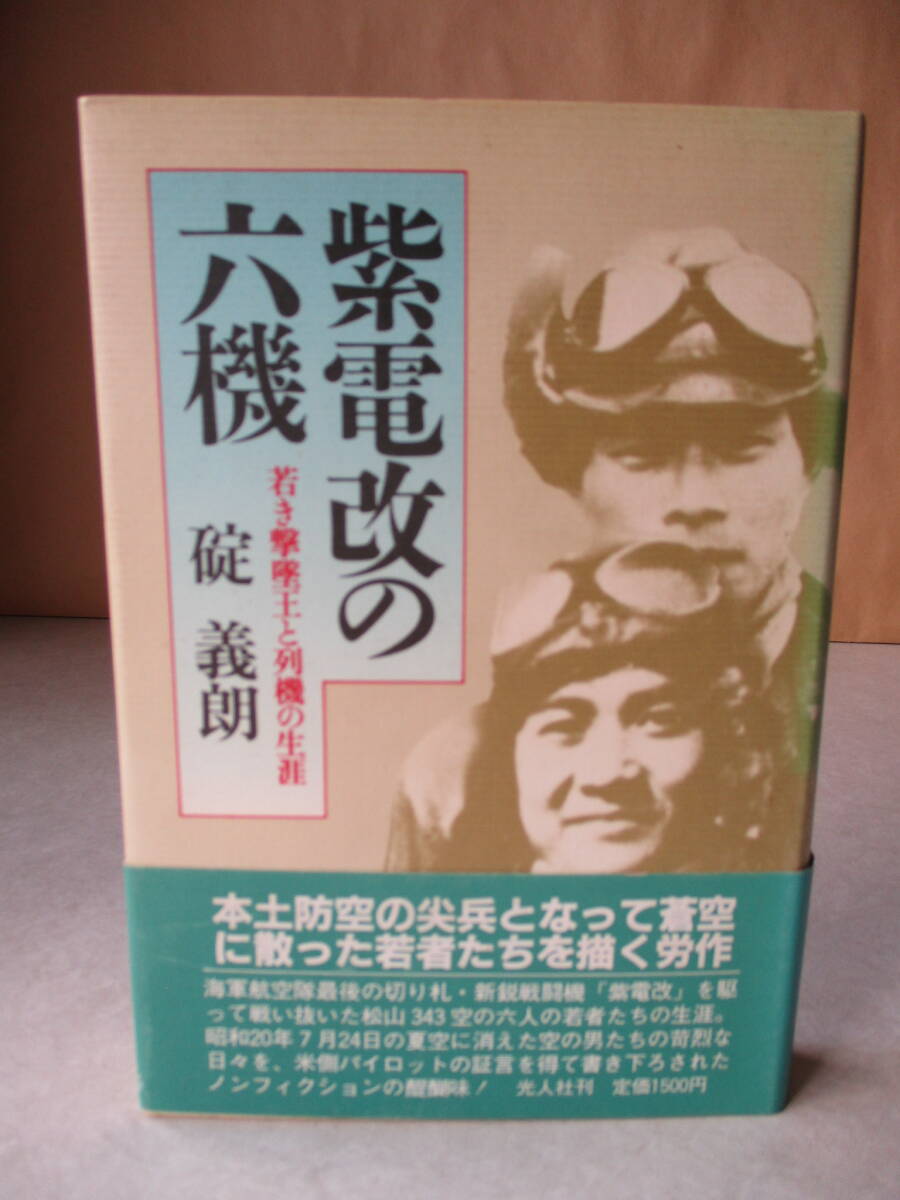 紫電改の
六機
若き撃墜王と列機の生涯
碇 義朗
本土防空の尖兵となって蒼空
に散った若者たちを描く労作
海軍航空隊最後の切り札・新鋭戦闘機「紫電改」を駆
って戦い抜いた松山343空の六人の若者たちの生涯。
昭和20年7月24日の夏空に消えた空の男たちの苛烈な
日々を、米側パイロットの証言を得て書き下ろされた
ノンフィクションの醍醐味! 光人社刊 定価1500円